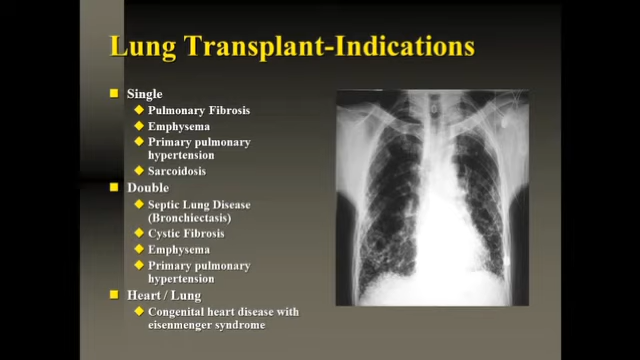 Lung Transplant-Indications
Single
Pulmonary Fibrosis
Emphysema
Primary pulmonary
hypertension
Sarcoidosis
Double
Septic Lung Disease
(Bronchiectasis)
Cystic Fibrosis
Emphysema
Primary pulmonary
hypertension
Heart / Lung
Congenital heart disease with
eisenmenger syndrome